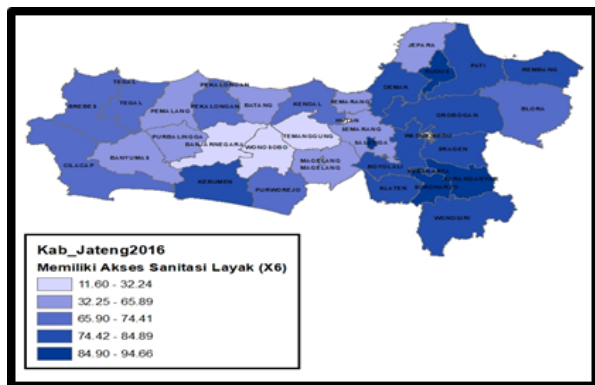 JEPARA
KUDUS
PATI
REMBANG
TEGAL
PEKALONGAN
DEMAK
BREBES
TEGAL
PEMALANG
PEKALONGAN
BATANG
KENDAL
SEMARANG
GROBOGAN
BLORA
SEMARANG
PURBALINGGA
BANJARNEGARA
WONOSOBO
TEMANGGUNG
SALATIGA
SRAGEN
CILACAP
BANYUMAS
MAGELANG
MAGELANG
BOYOLALI
KEBUMEN
PURWOREJO
KLATEN
SUKOHARJO
WONOGIRI
Kab_Jateng2016
Memiliki Akses Sanitasi Layak (X6)
11.60 - 32.24
32.25 - 65.89
65.90 - 74.41
74.42 - 84.89
84.90 - 94.66